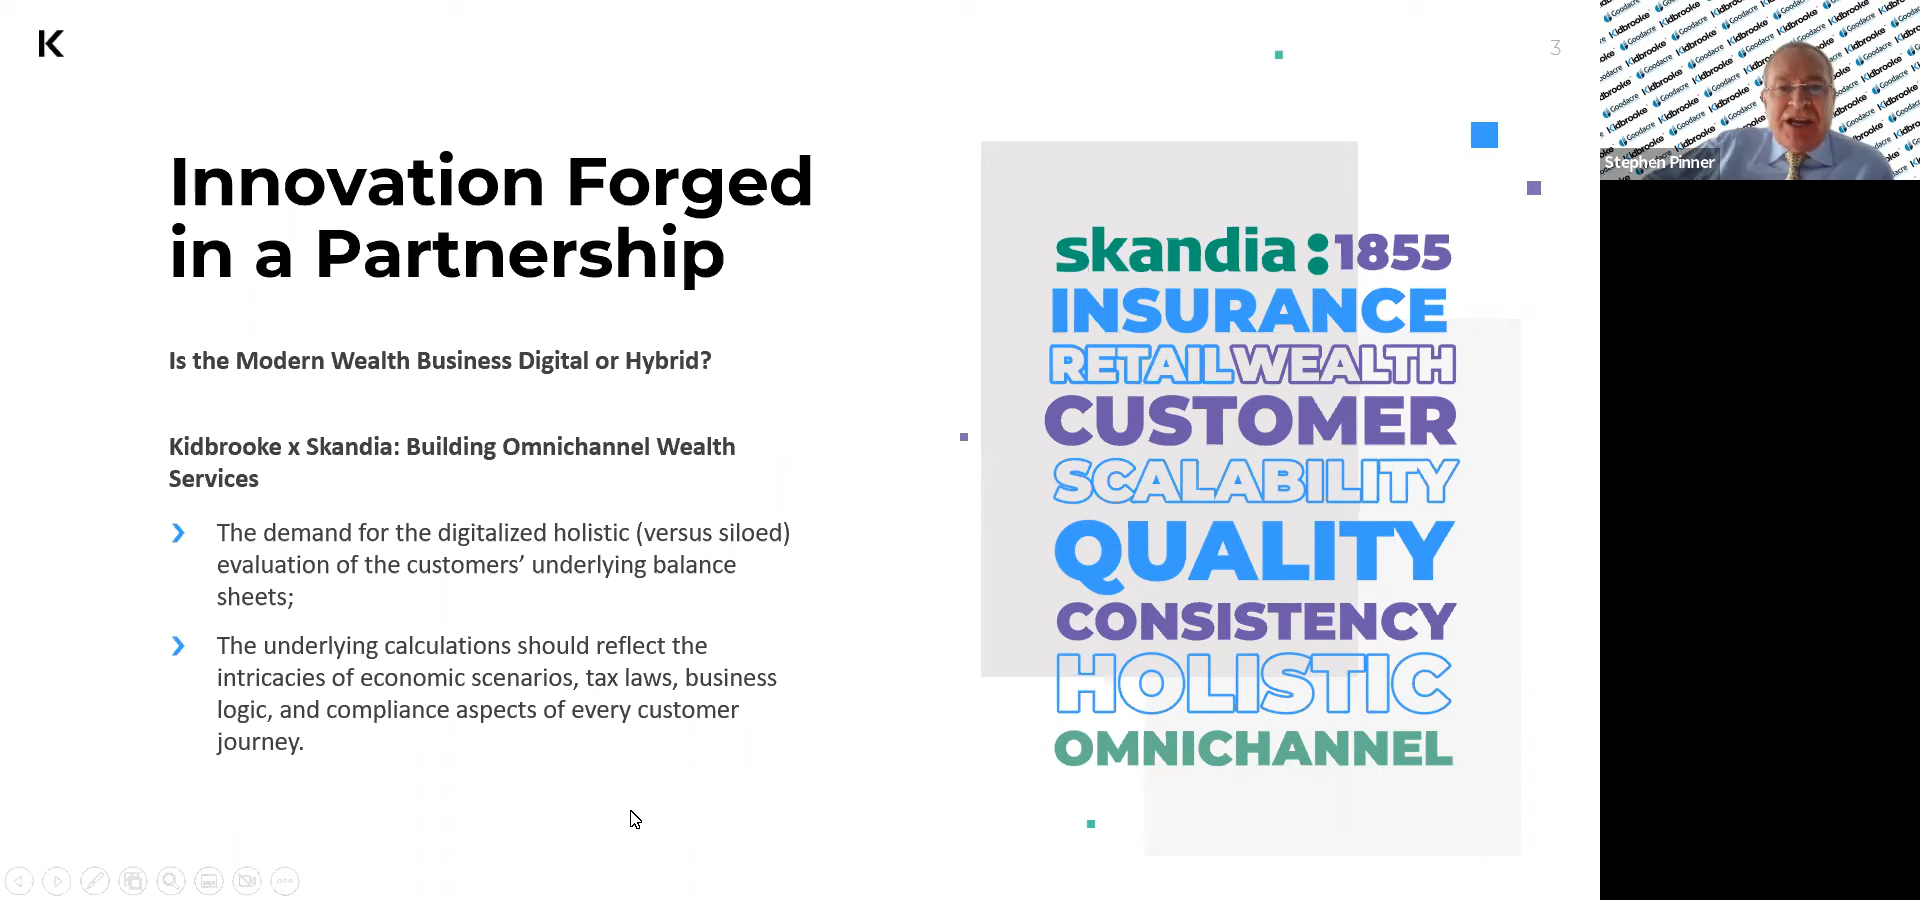 K
3
Innovation Forged
in a Partnership
Is the Modern Wealth Business Digital or Hybrid?
Kidbrooke x Skandia: Building Omnichannel Wealth
Services
The demand for the digitalized holistic (versus siloed)
evaluation of the customers’ underlying balance
sheets;
The underlying calculations should reflect the
intricacies of economic scenarios, tax laws, business
logic, and compliance aspects of every customer
journey.
skandia:1855
INSURANCE
RETAILWEALTH
CUSTOMER
SCALABILITY
QUALITY
CONSISTENCY
HOLISTIC
OMNICHANNEL
Kidbrooke Goodacre
Stephen Pinner